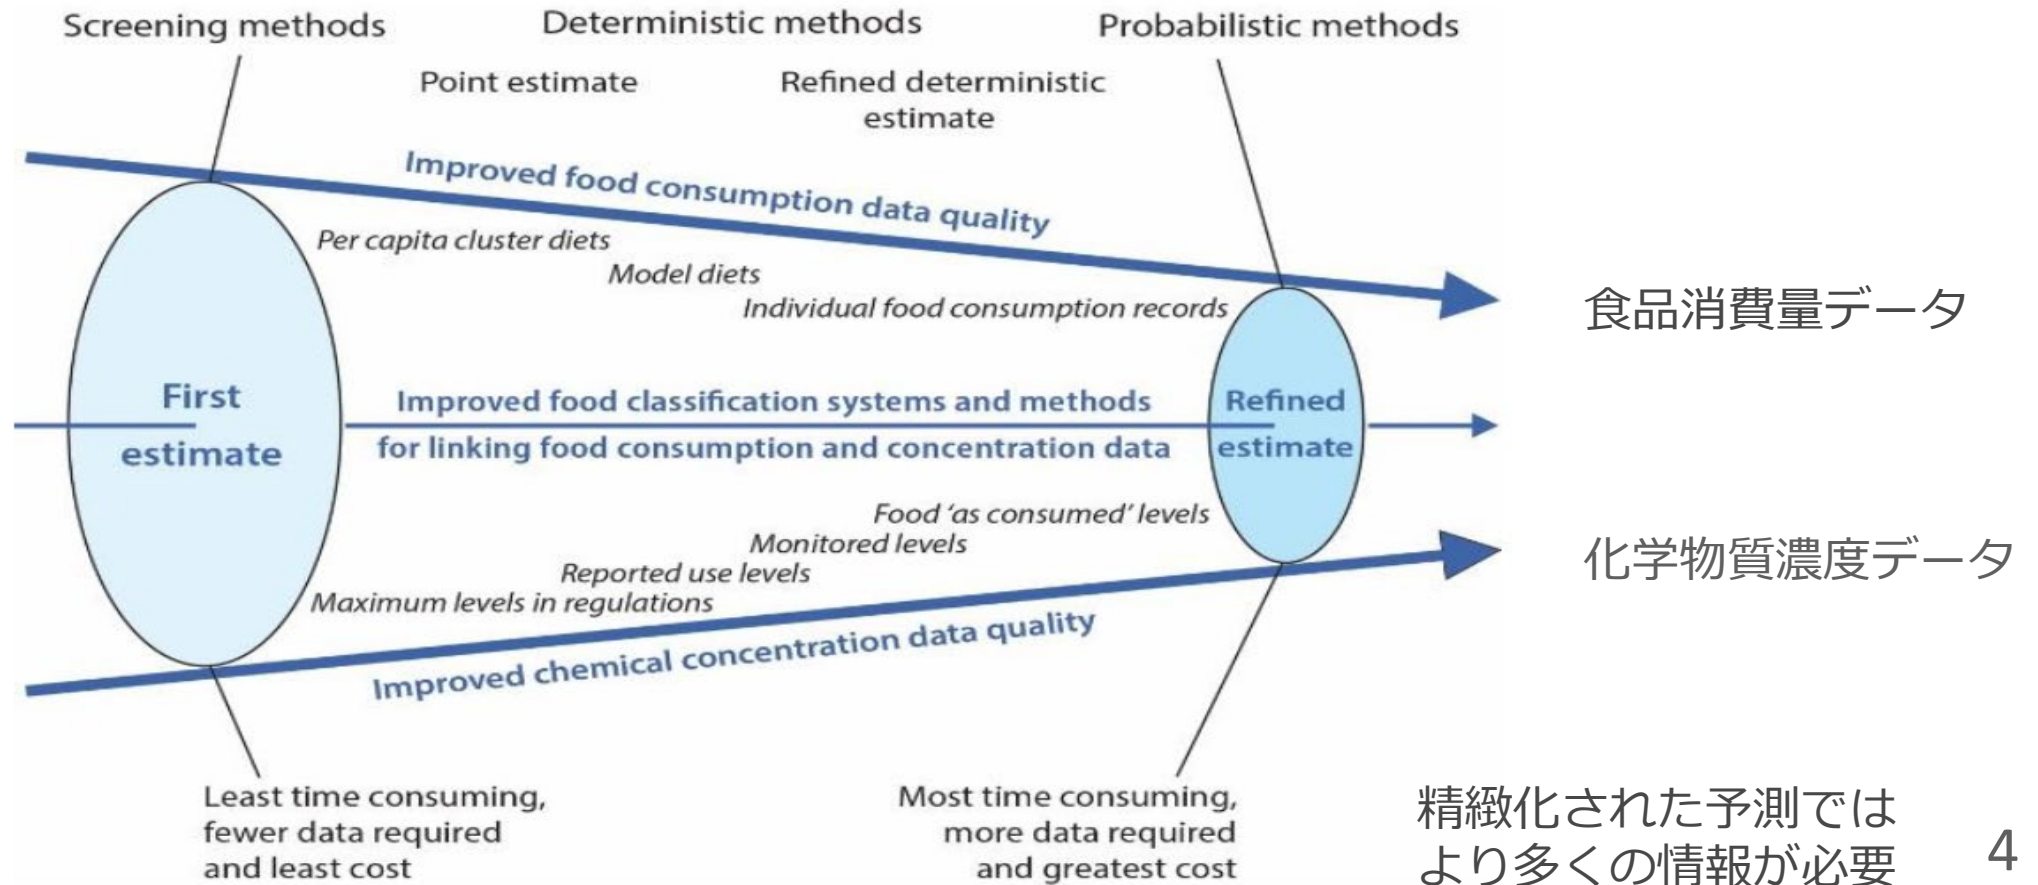 Screening methods
Deterministic methods
Probabilistic methods
Point estimate
Refined deterministic
estimate
Improved food consumption data quality
Per capita cluster diets
Model diets
Individual food consumption records
食品消費量データ
First
estimate
Improved food classification systems and methods
for linking food consumption and concentration data
Refined
estimate
Food ‘as consumed’ levels
Monitored levels
Reported use levels
Maximum levels in regulations
化学物質濃度データ
Improved chemical concentration data quality
Least time consuming,
fewer data required
and least cost
Most time consuming,
more data required
and greatest cost
精緻化された予測では
より多くの情報が必要
4